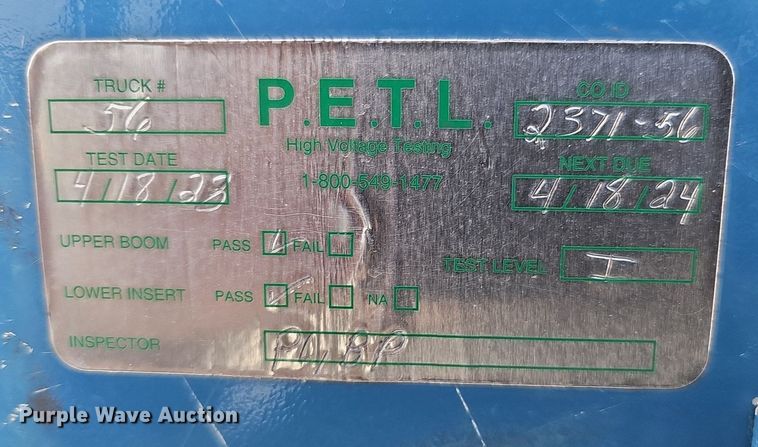 TRUCK #
56
P.E.T.L.
CO. ID
2371-56
High Voltage Testing
TEST DATE
4/18/23
1-800-549-1477
NEXT DUE
4/18/24
UPPER BOOM PASS FAIL
TEST LEVEL I
LOWER INSERT PASS FAIL NA
INSPECTOR
Purple Wave Auction